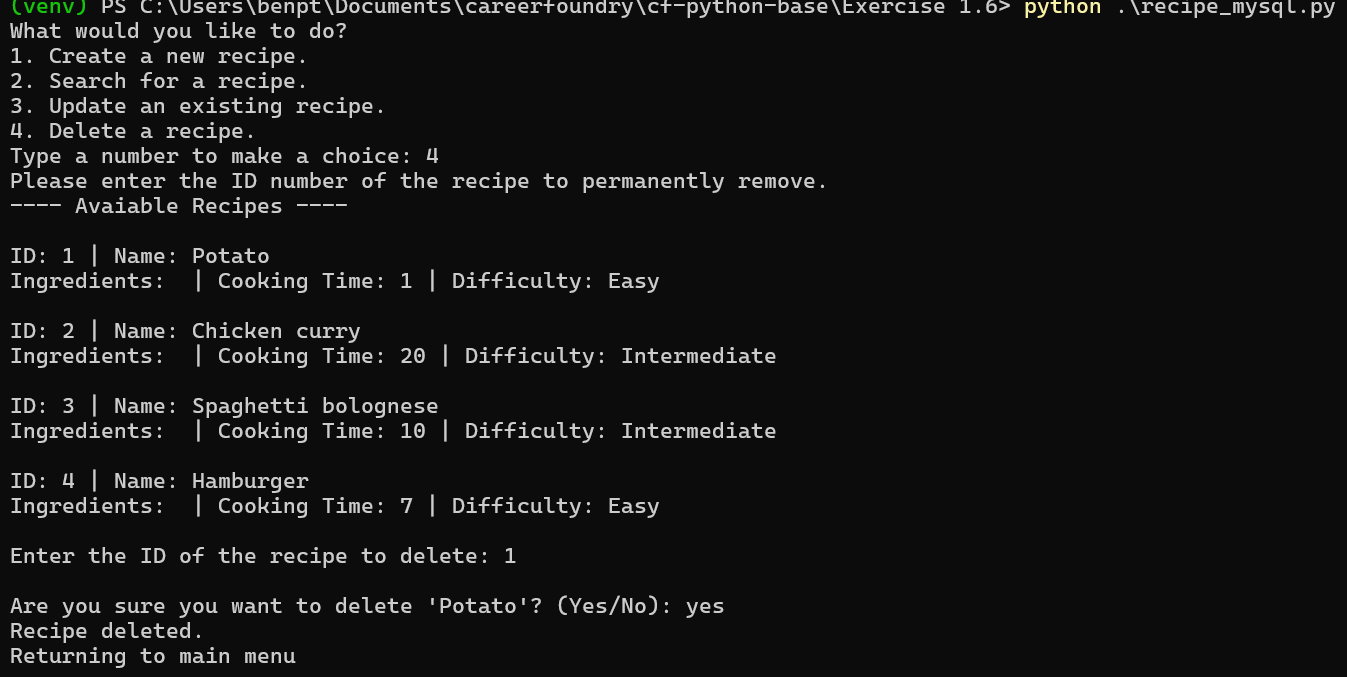 (venv) PS C:\Users\benpt\Documents\careerfoundry\cf-python-base\Exercise 1.6> python .\recipe_mysql.py
What would you like to do?
1. Create a new recipe.
2. Search for a recipe.
3. Update an existing recipe.
4. Delete a recipe.
Type a number to make a choice: 4
Please enter the ID number of the recipe to permanently remove.
---- Avaiable Recipes ----
ID: 1 | Name: Potato
Ingredients:  | Cooking Time: 1 | Difficulty: Easy
ID: 2 | Name: Chicken curry
Ingredients:  | Cooking Time: 20 | Difficulty: Intermediate
ID: 3 | Name: Spaghetti bolognese
Ingredients:  | Cooking Time: 10 | Difficulty: Intermediate
ID: 4 | Name: Hamburger
Ingredients:  | Cooking Time: 7 | Difficulty: Easy
Enter the ID of the recipe to delete: 1
Are you sure you want to delete 'Potato'? (Yes/No): yes
Recipe deleted.
Returning to main menu